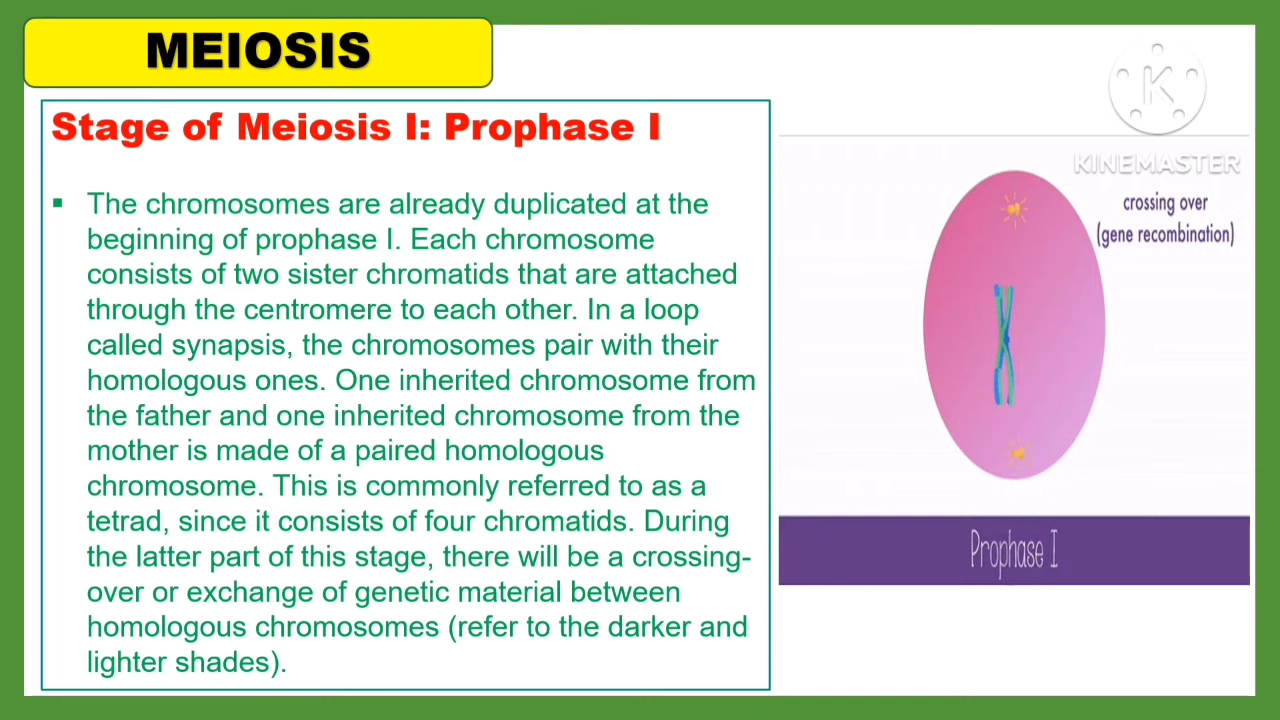 MEIOSIS
Stage of Meiosis I: Prophase I
▪ The chromosomes are already duplicated at the
beginning of prophase I. Each chromosome
consists of two sister chromatids that are attached
through the centromere to each other. In a loop
called synapsis, the chromosomes pair with their
homologous ones. One inherited chromosome from
the father and one inherited chromosome from the
mother is made of a paired homologous
chromosome. This is commonly referred to as a
tetrad, since it consists of four chromatids. During
the latter part of this stage, there will be a crossing-
over or exchange of genetic material between
homologous chromosomes (refer to the darker and
lighter shades).
K
KINEMASTER
crossing over
(gene recombination)
Prophase I